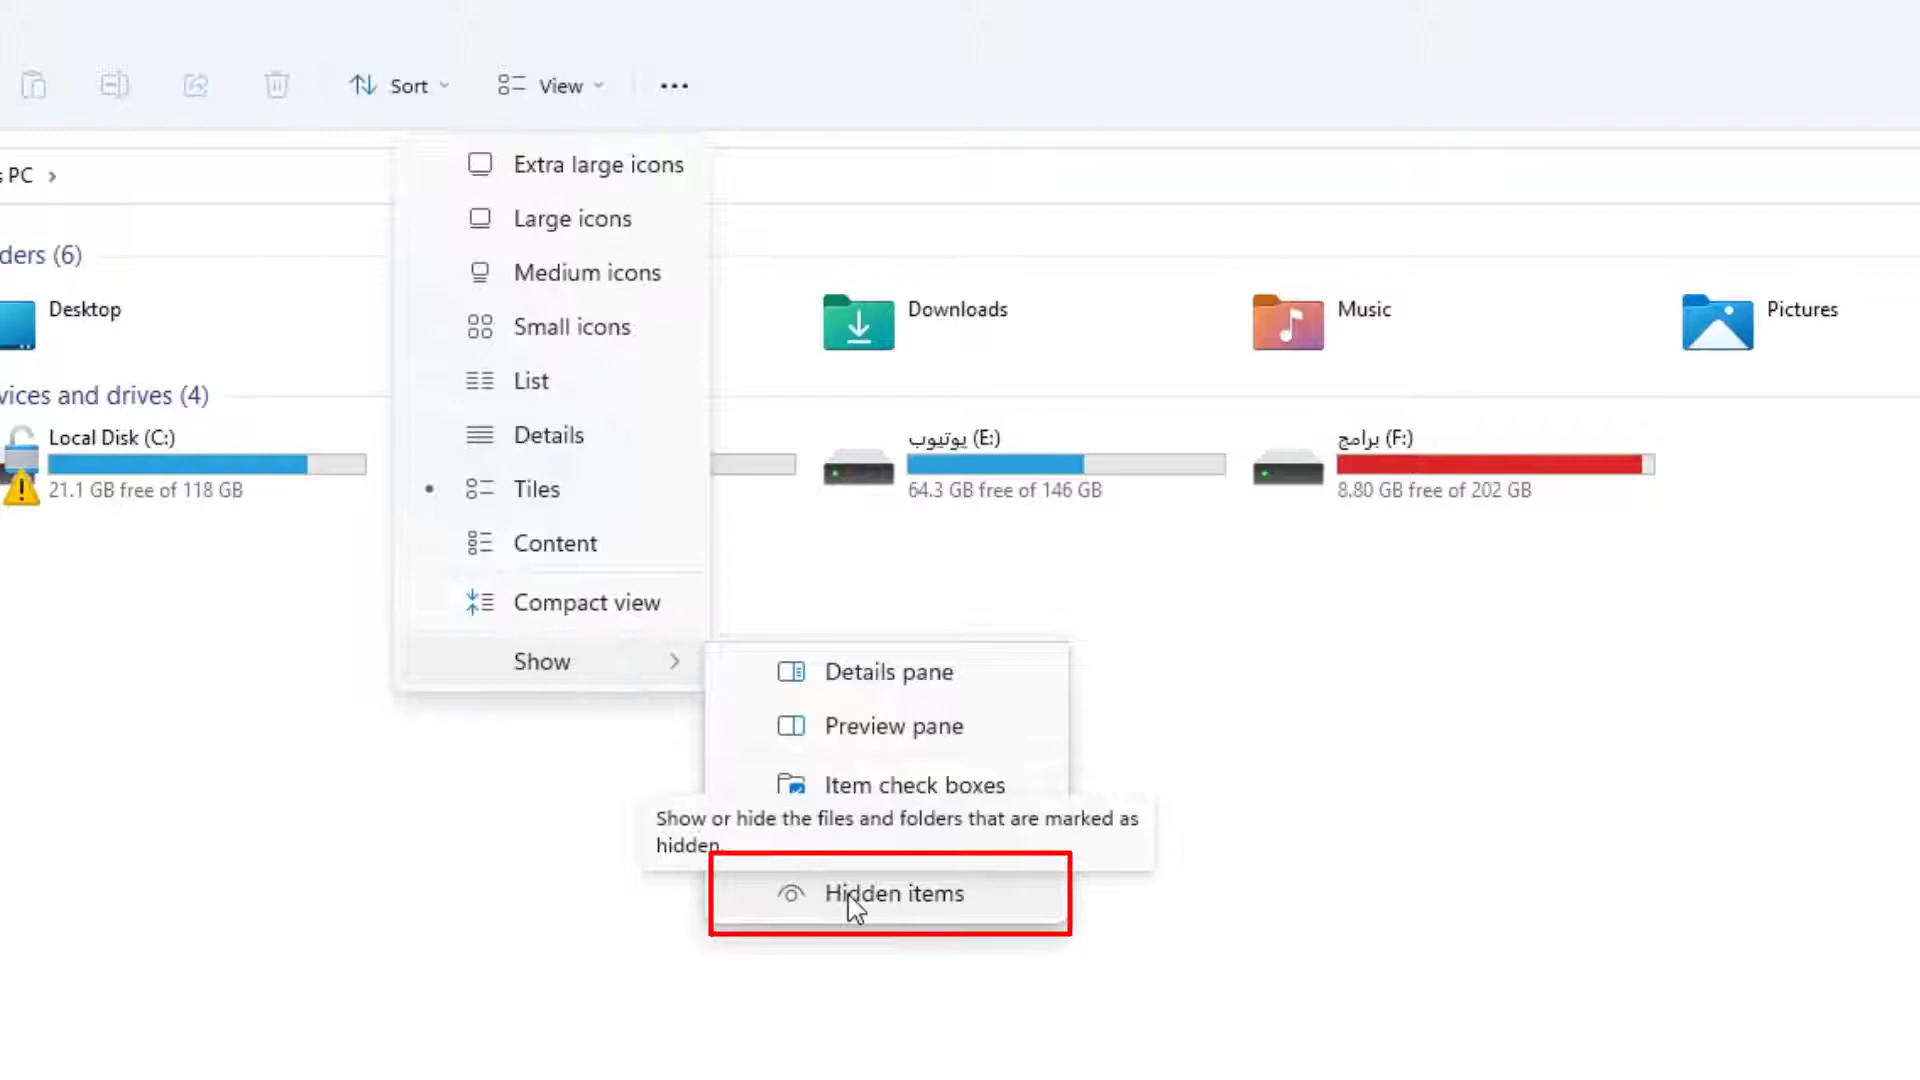 Sort
View
s PC
Extra large icons
Large icons
ders (6)
Medium icons
Desktop
Downloads
Music
Pictures
Small icons
List
vices and drives (4)
Local Disk (C:)
Details
يوتيوب (E:)
برامج (F:)
21.1 GB free of 118 GB
Tiles
64.3 GB free of 146 GB
8.80 GB free of 202 GB
Content
Compact view
Show
Details pane
Preview pane
Item check boxes
Show or hide the files and folders that are marked as
hidden.
Hidden items